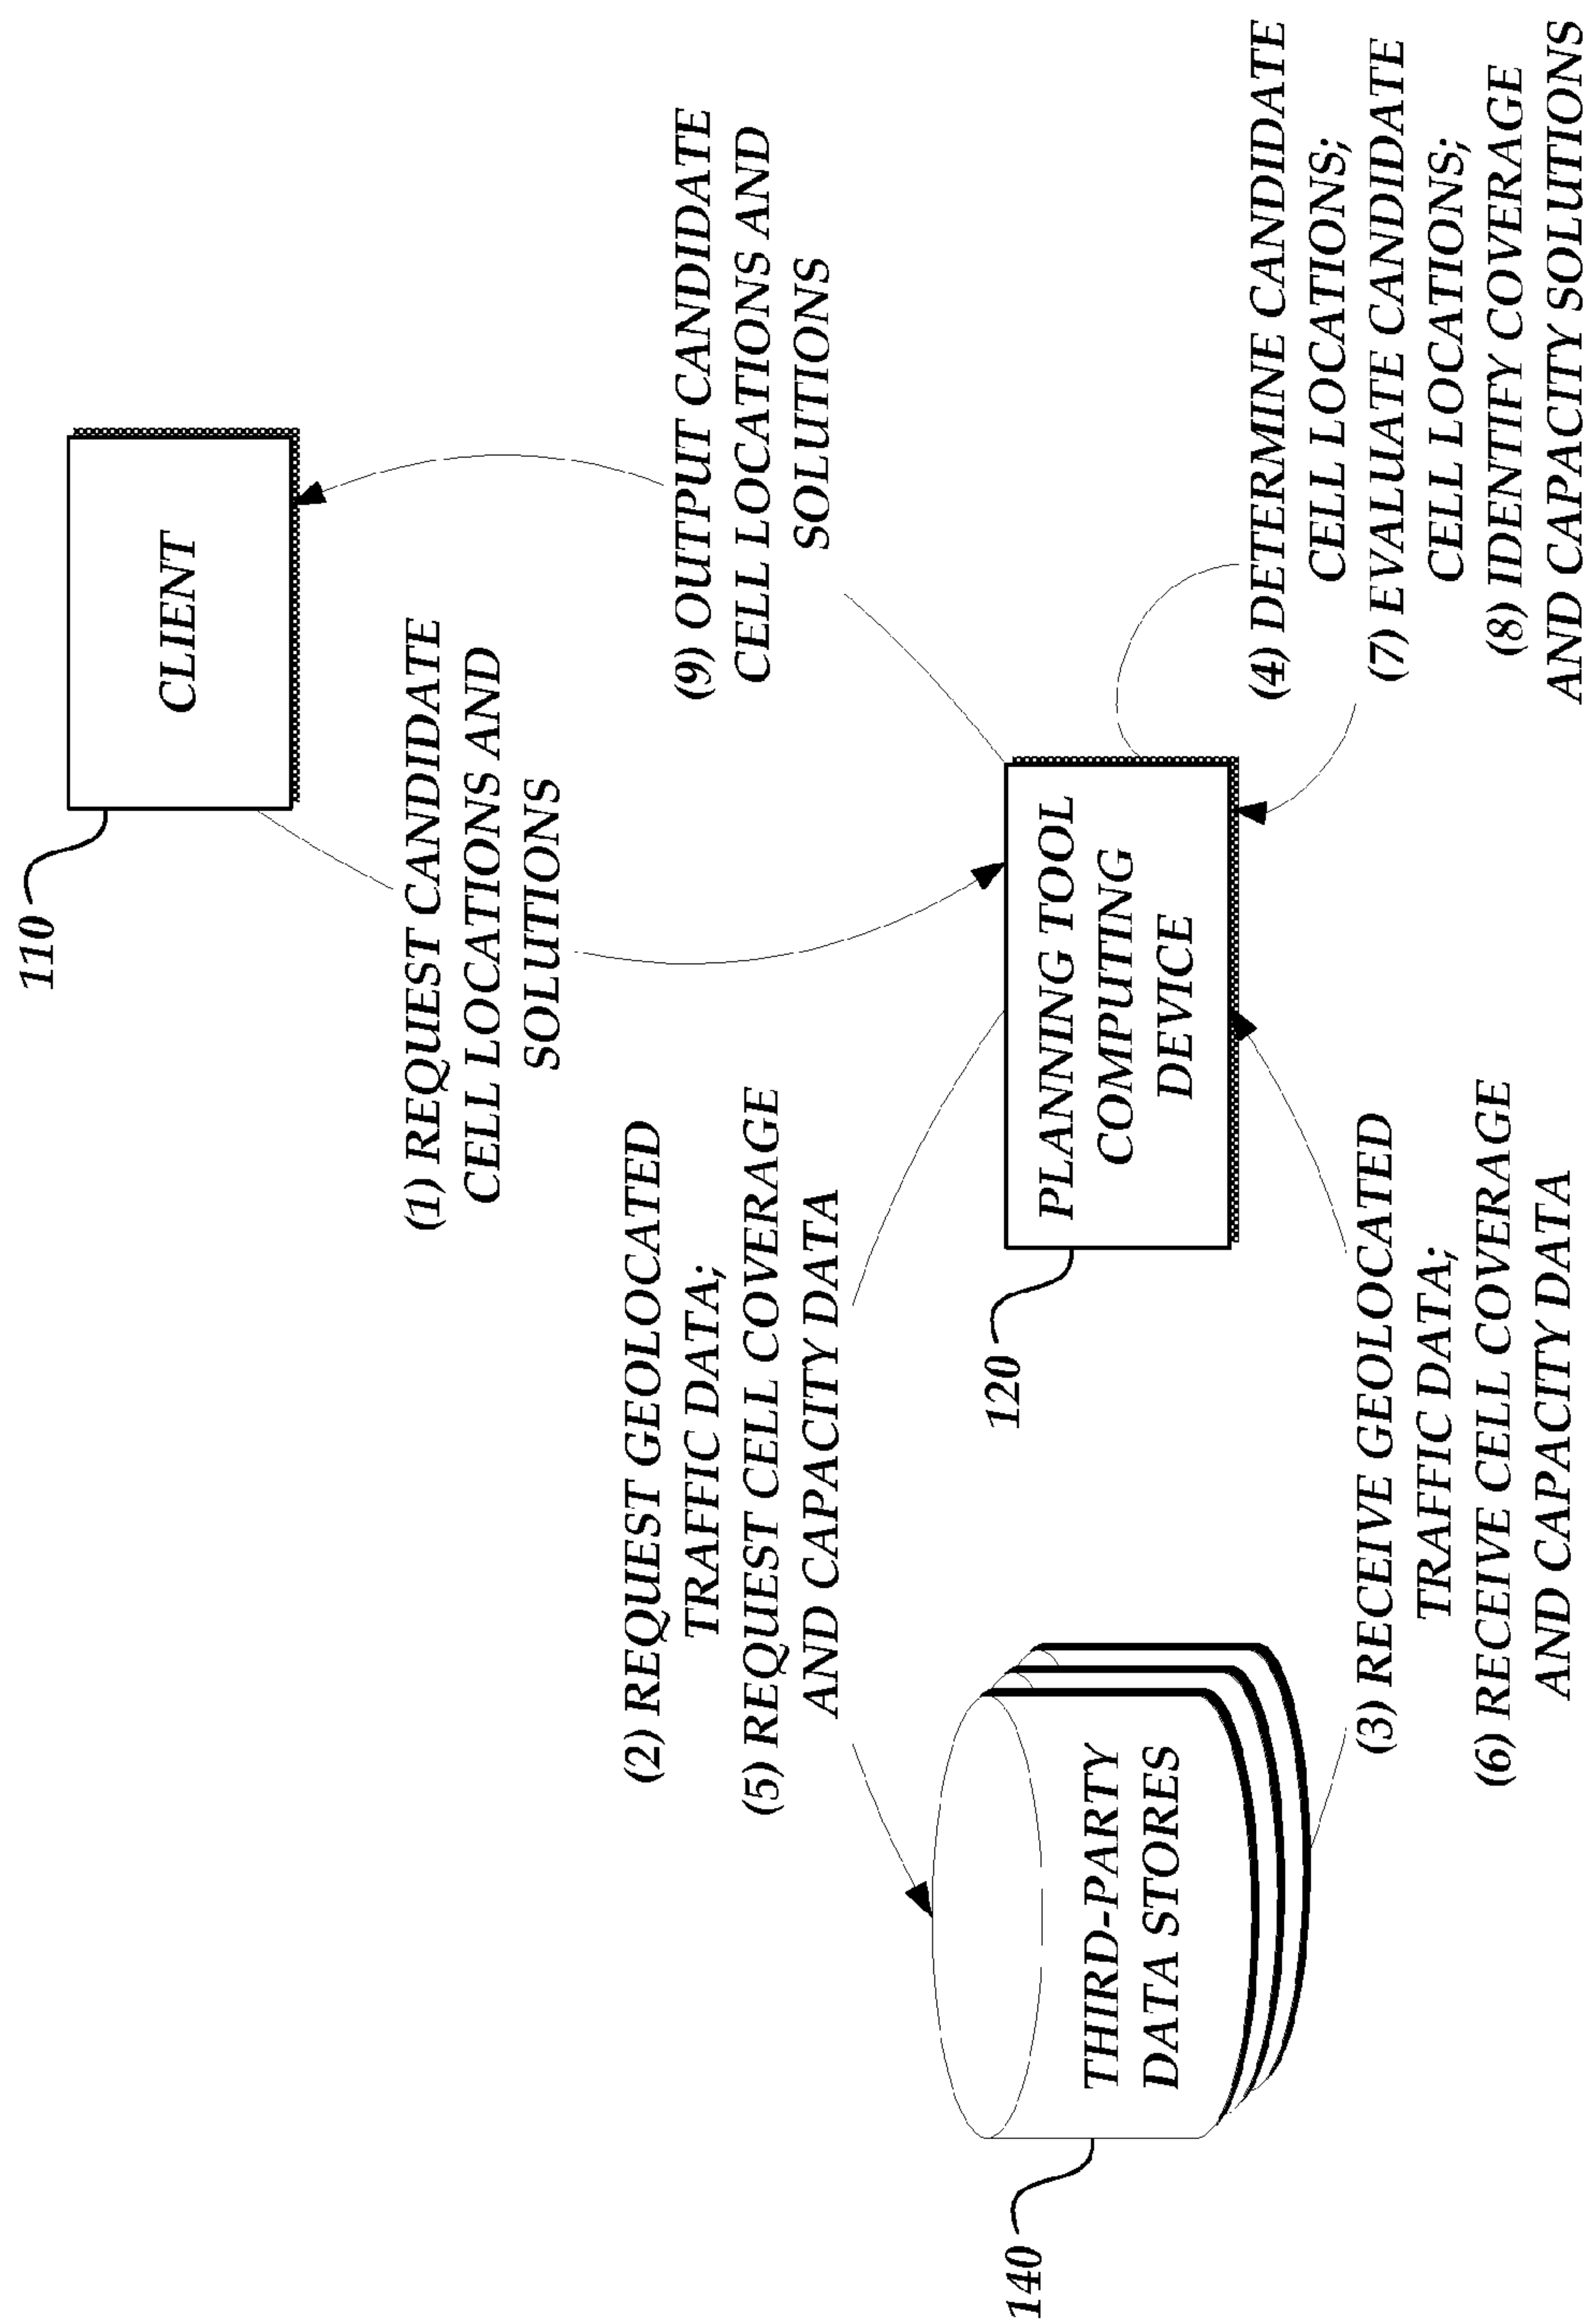 110
CLIENT
(1) REQUEST CANDIDATE
CELL LOCATIONS AND
SOLUTIONS
(9) OUTPUT CANDIDATE
CELL LOCATIONS AND
SOLUTIONS
(2) REQUEST GEOLOCATED
TRAFFIC DATA;
(5) REQUEST CELL COVERAGE
AND CAPACITY DATA
120
PLANNING TOOL
COMPUTING
DEVICE
140
THIRD-PARTY
DATA STORES
(3) RECEIVE GEOLOCATED
TRAFFIC DATA;
(6) RECEIVE CELL COVERAGE
AND CAPACITY DATA
(4) DETERMINE CANDIDATE
CELL LOCATIONS;
(7) EVALUATE CANDIDATE
CELL LOCATIONS;
(8) IDENTIFY COVERAGE
AND CAPACITY SOLUTIONS